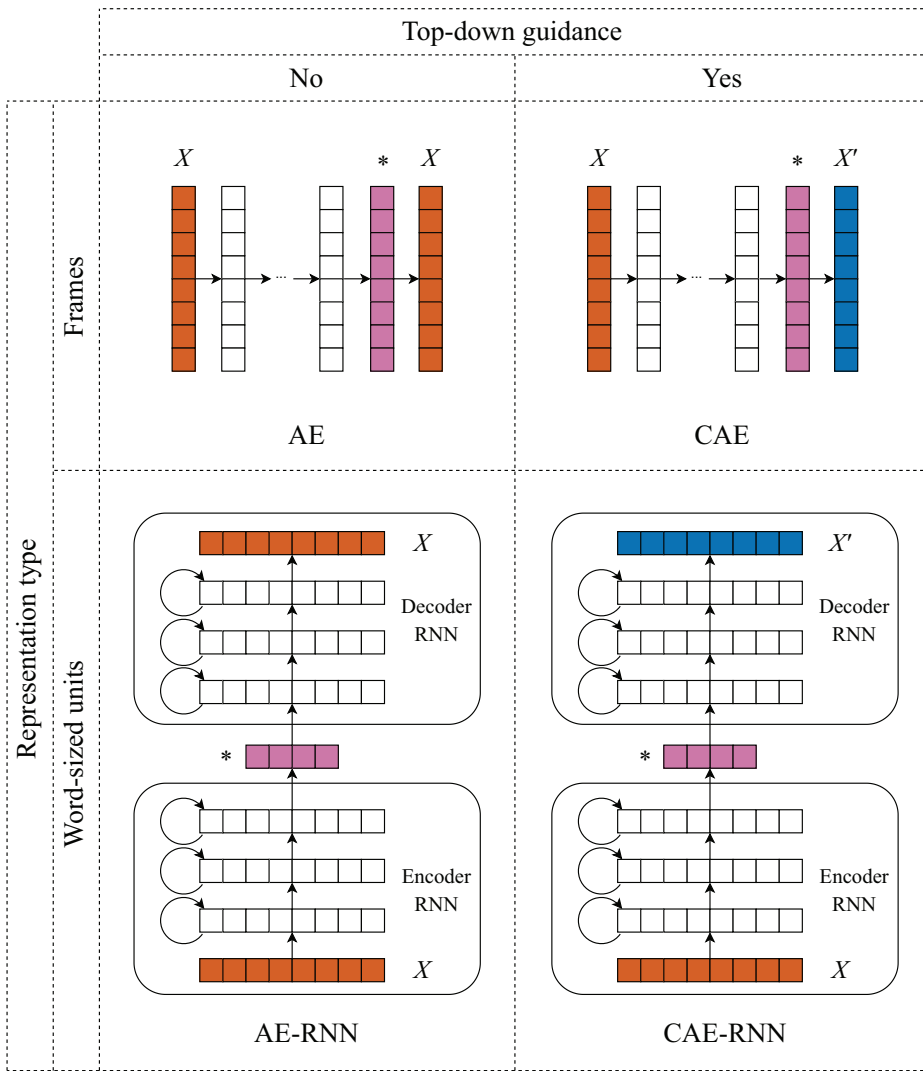 Top-down guidance
No
Yes
Representation type
Frames
X
*
X
...
AE
X
*
X′
...
CAE
Word-sized units
X
Decoder
RNN
*
Encoder
RNN
X
AE-RNN
X′
Decoder
RNN
*
Encoder
RNN
X
CAE-RNN